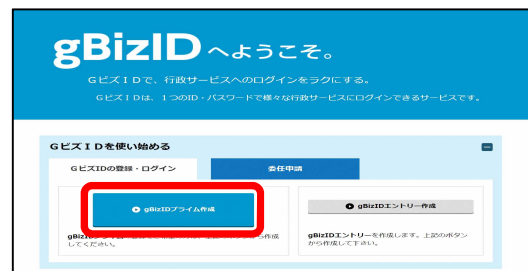 gBizID へようこそ。
GビズIDで、行政サービスへのログインをラクにする。
GビズIDは、1つのID・パスワードで様々な行政サービスにログインできるサービスです。
GビズIDを使い始める
GビズIDの登録・ログイン
委任申請
gBizIDプライム作成
gBizIDエントリー作成
してください。
gBizIDエントリーを作成します。上記のボタン
から作成して下さい。